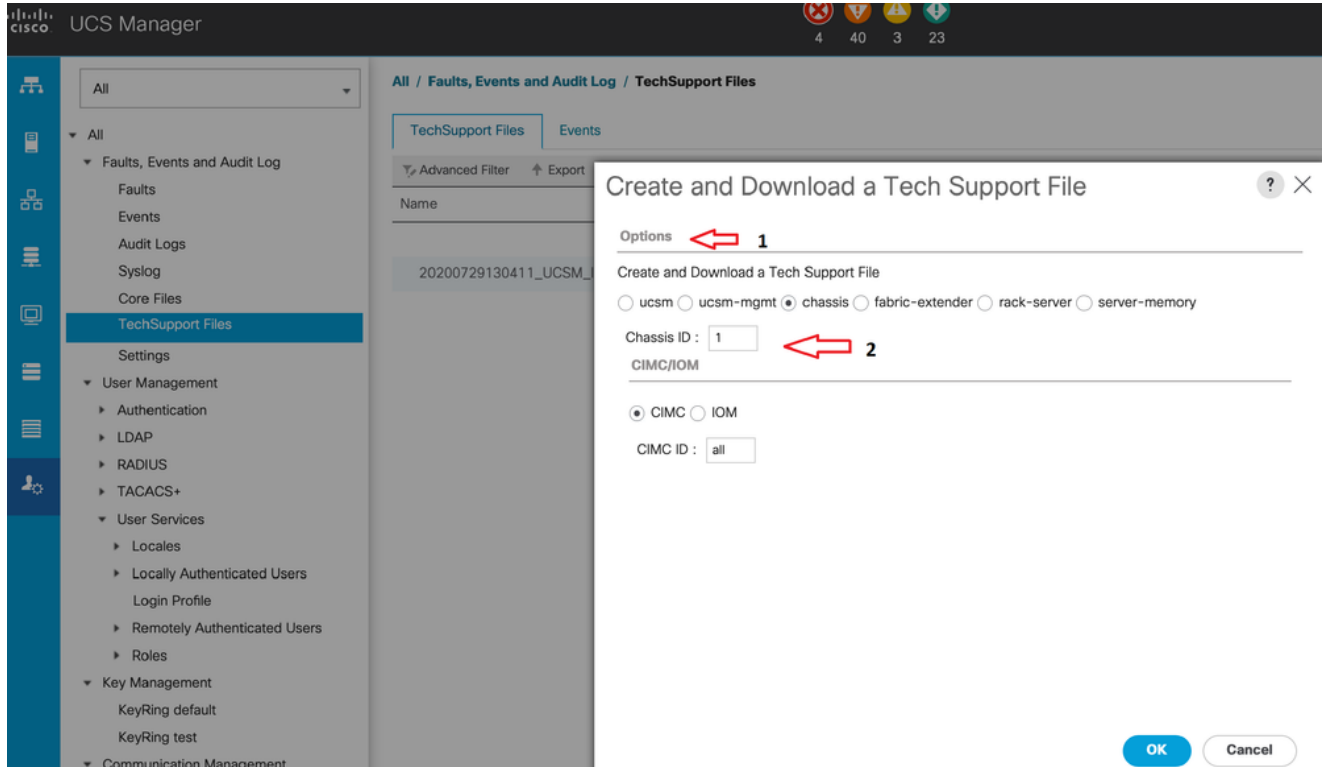 cisco UCS Manager
4 40 3 23
All
All / Faults, Events and Audit Log / TechSupport Files
TechSupport Files Events
Advanced Filter Export
Name
20200729130411_UCSM_
All
Faults, Events and Audit Log
Faults
Events
Audit Logs
Syslog
Core Files
TechSupport Files
Settings
User Management
Authentication
LDAP
RADIUS
TACACS+
User Services
Locales
Locally Authenticated Users
Login Profile
Remotely Authenticated Users
Roles
Key Management
KeyRing default
KeyRing test
Communication Management
Create and Download a Tech Support File ?
Options 1
Create and Download a Tech Support File
ucsm ucsm-mgmt chassis fabric-extender rack-server server-memory
Chassis ID : 1
2
CIMC/IOM
CIMC IOM
CIMC ID : all
OK Cancel